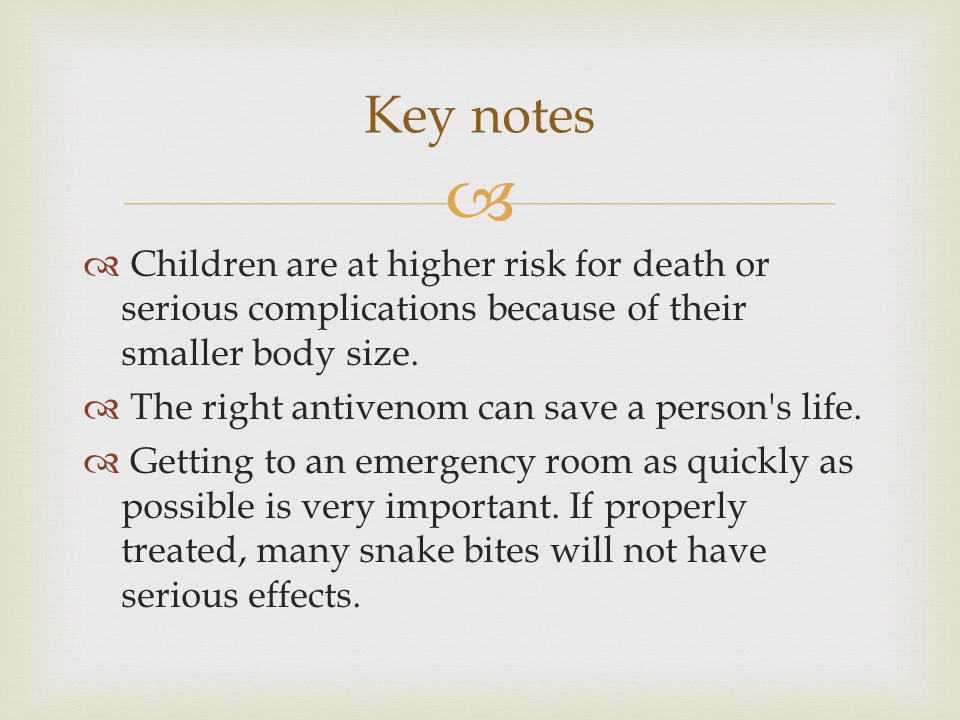 Key notes
Children are at higher risk for death or
serious complications because of their
smaller body size.
The right antivenom can save a person's life.
Getting to an emergency room as quickly as
possible is very important. If properly
treated, many snake bites will not have
serious effects.